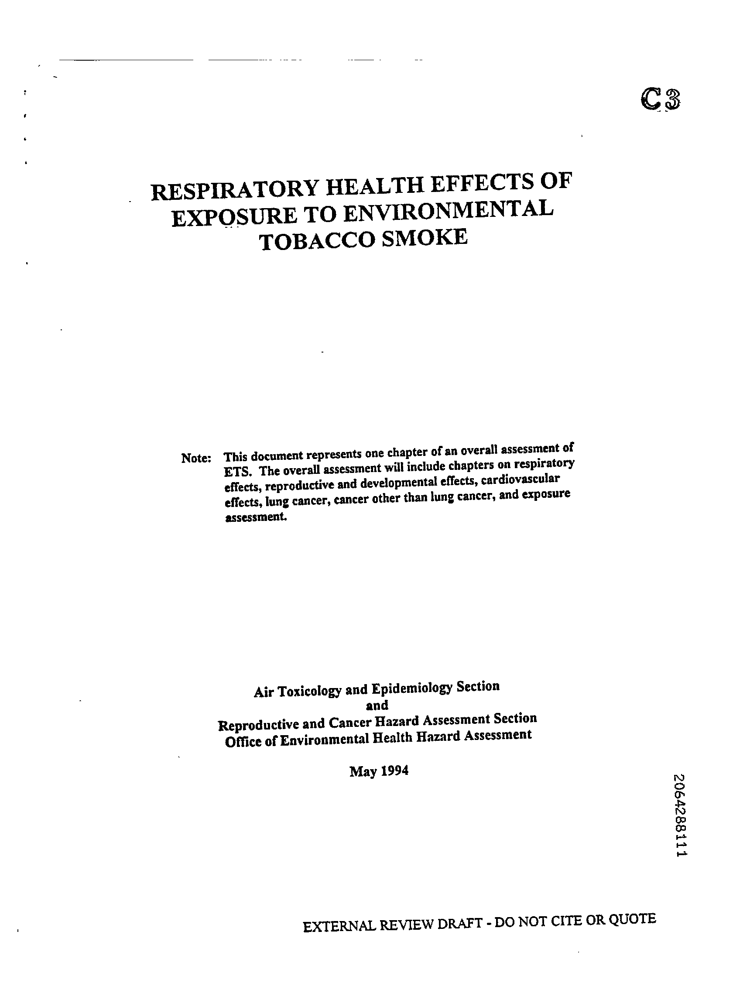 C3
RESPIRATORY HEALTH EFFECTS OF
EXPOSURE TO ENVIRONMENTAL
TOBACCO SMOKE
Note: This document represents one chapter of an overall assessment of
ETS. The overall assessment will include chapters on respiratory
effects, reproductive and developmental effects, cardiovascular
effects, lung cancer, cancer other than lung cancer, and exposure
assessment.
Air Toxicology and Epidemiology Section
and
Reproductive and Cancer Hazard Assessment Section
Office of Environmental Health Hazard Assessment
May 1994
2064288111
EXTERNAL REVIEW DRAFT - DO NOT CITE OR QUOTE